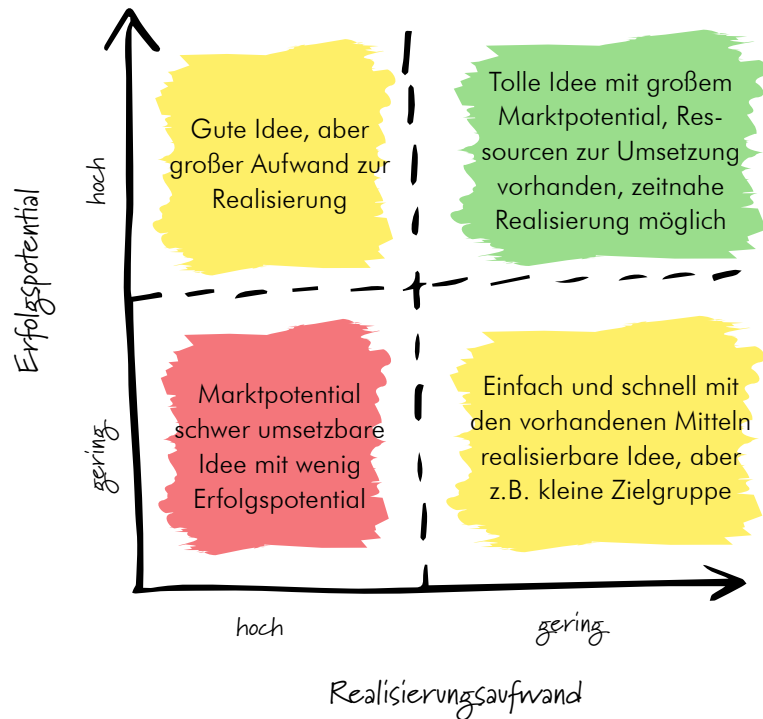 Erfolgspotential
hoch
gering
Gute Idee, aber
großer Aufwand zur
Realisierung
Tolle Idee mit großem
Marktpotential, Res-
sourcen zur Umsetzung
vorhanden, zeitnahe
Realisierung möglich
Marktpotential
schwer umsetzbare
Idee mit wenig
Erfolgspotential
Einfach und schnell mit
den vorhandenen Mitteln
realisierbare Idee, aber
z.B. kleine Zielgruppe
hoch
gering
Realisierungsaufwand